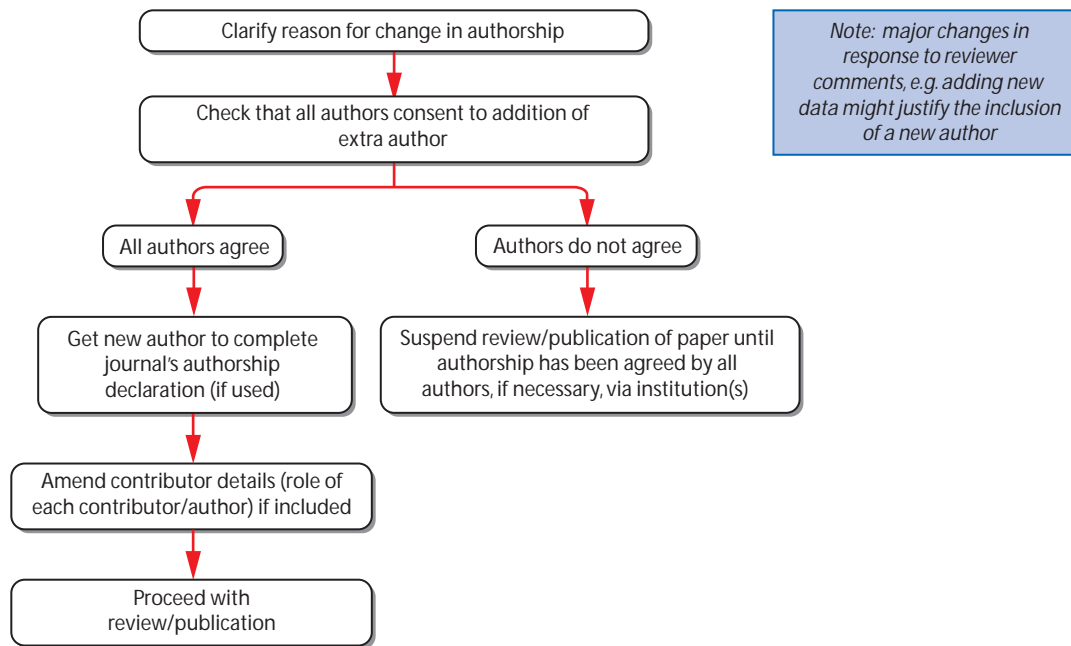 Clarify reason for change in authorship
Note: major changes in
response to reviewer
comments, e.g. adding new
data might justify the inclusion
of a new author
Check that all authors consent to addition of
extra author
All authors agree
Authors do not agree
Get new author to complete
journal's authorship
declaration (if used)
Suspend review/publication of paper until
authorship has been agreed by all
authors, if necessary, via institution(s)
Amend contributor details (role of
each contributor/author) if included
Proceed with
review/publication